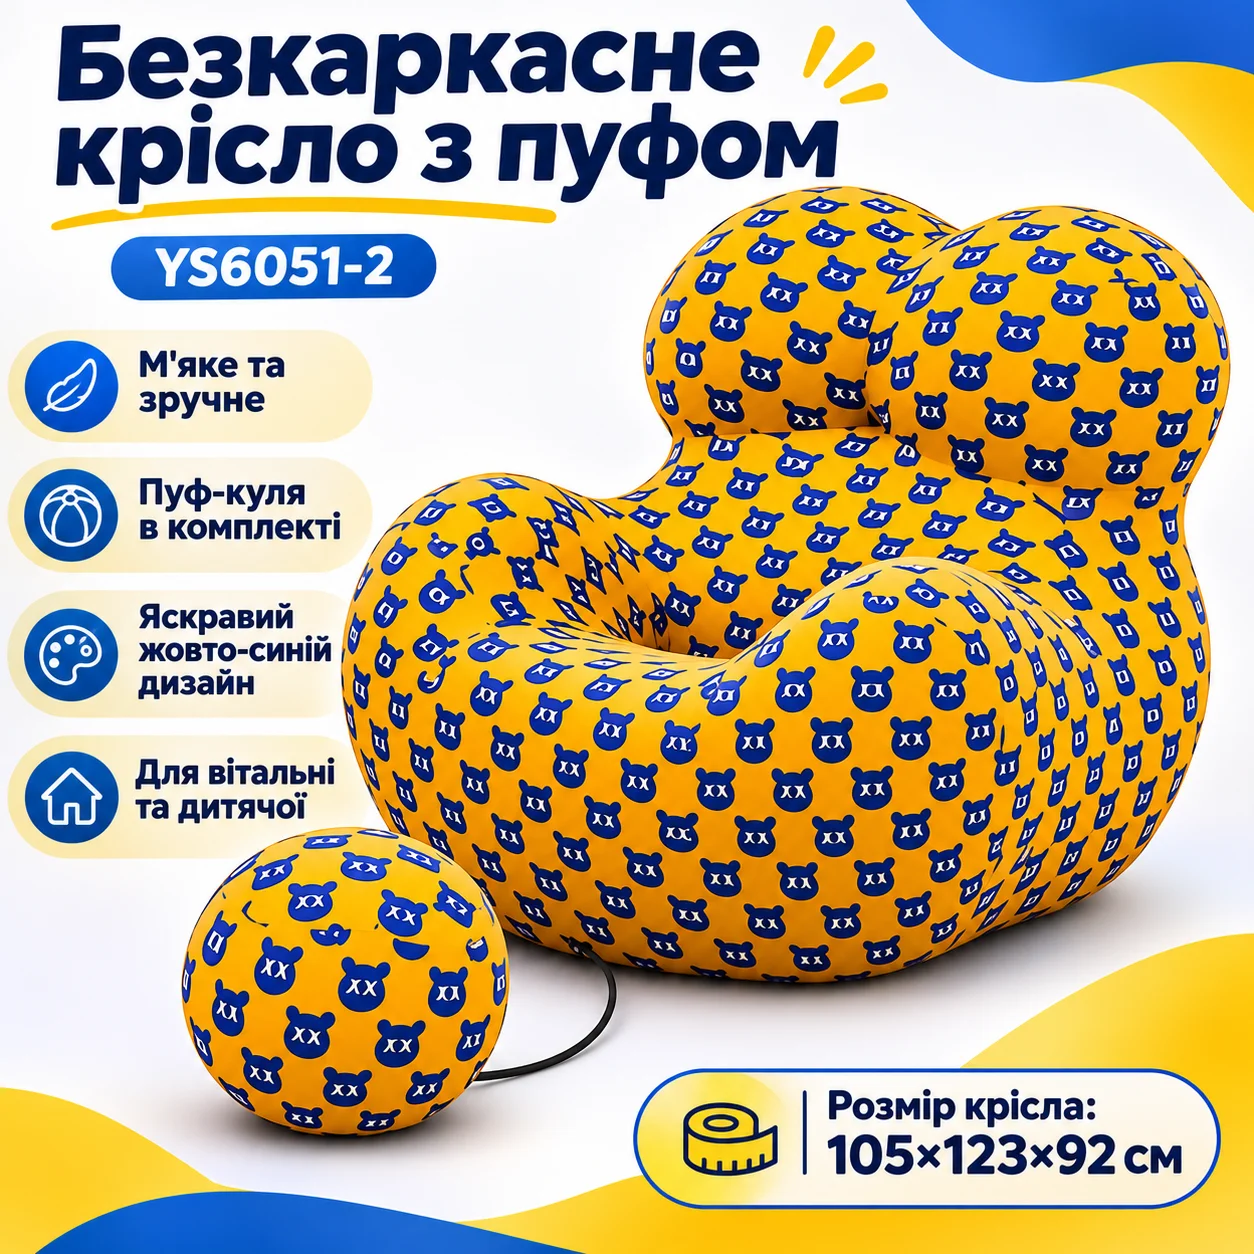 Безкаркасне
крісло з пуфом
YS6051-2
М'яке та
зручне
Пуф-куля
в комплекті
Яскравий
жовто-синій
дизайн
Для вітальні
та дитячої
Розмір крісла:
105×123×92 см